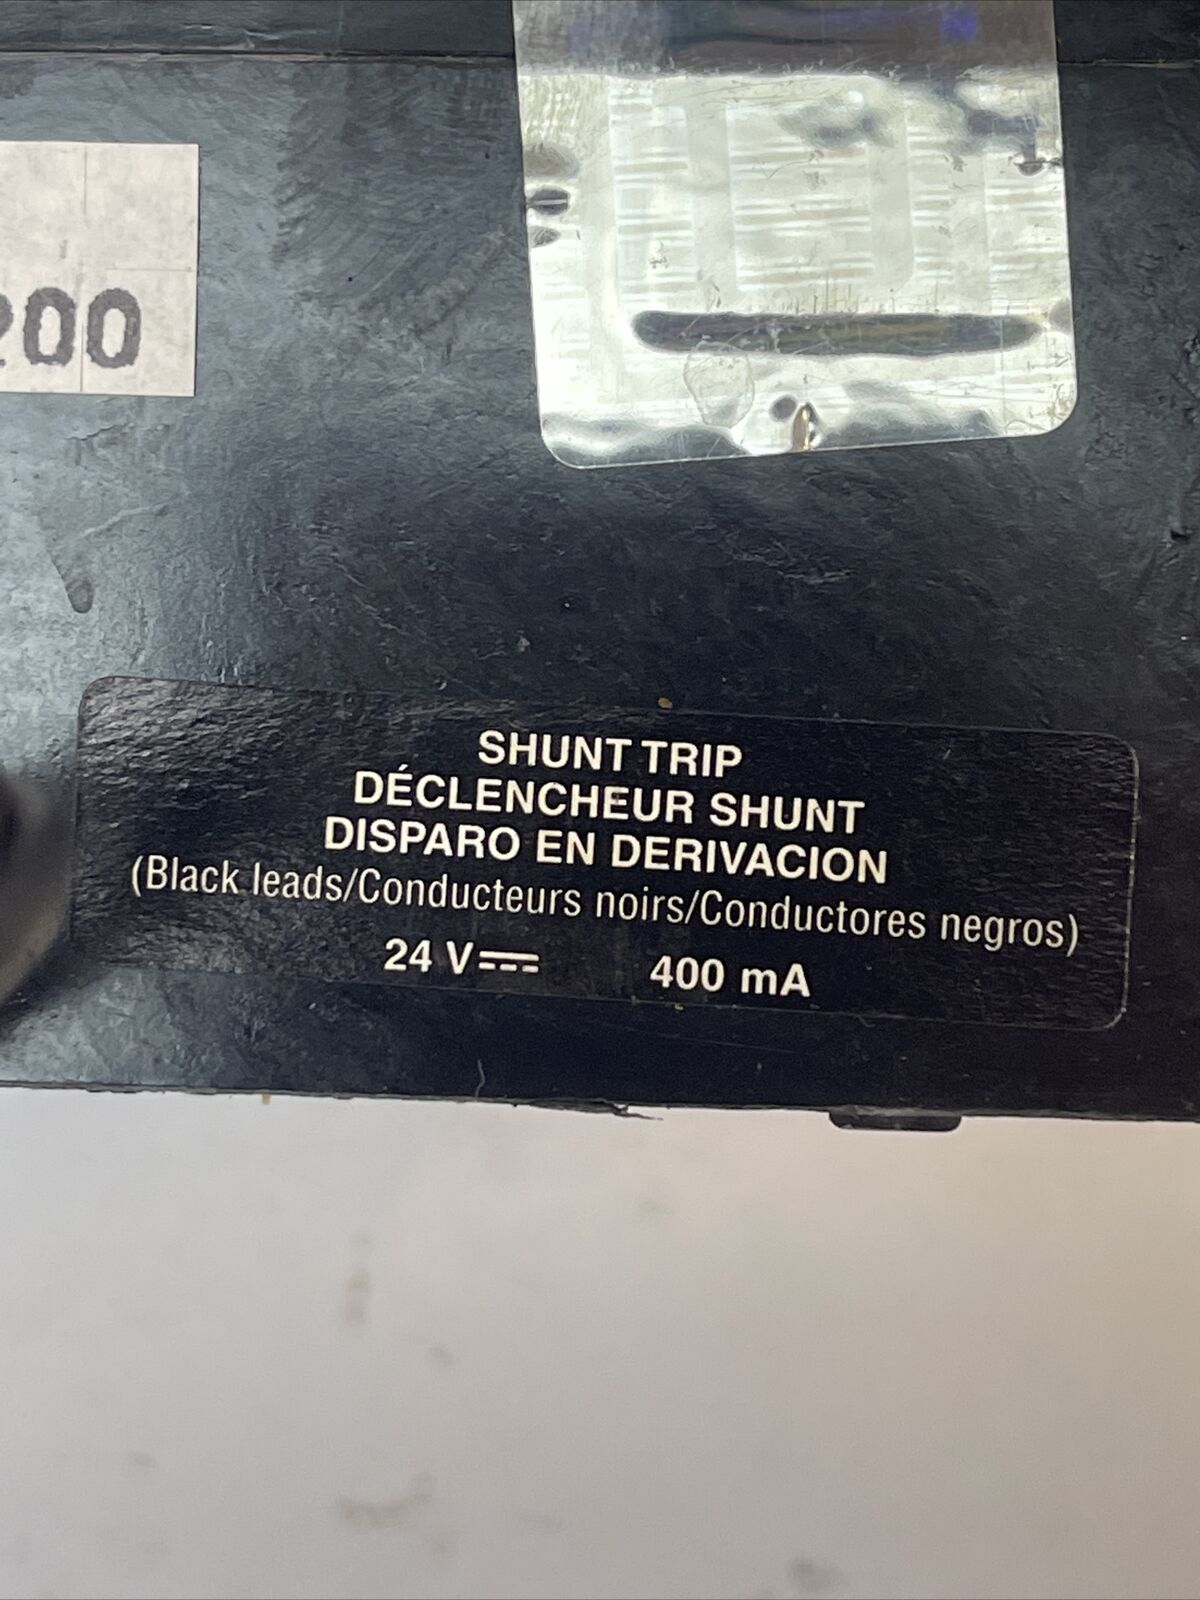 200
SHUNT TRIP
DÉCLENCHEUR SHUNT
DISPARO EN DERIVACION
(Black leads/Conducteurs noirs/Conductores negros)
24 V⎓ 400 mA